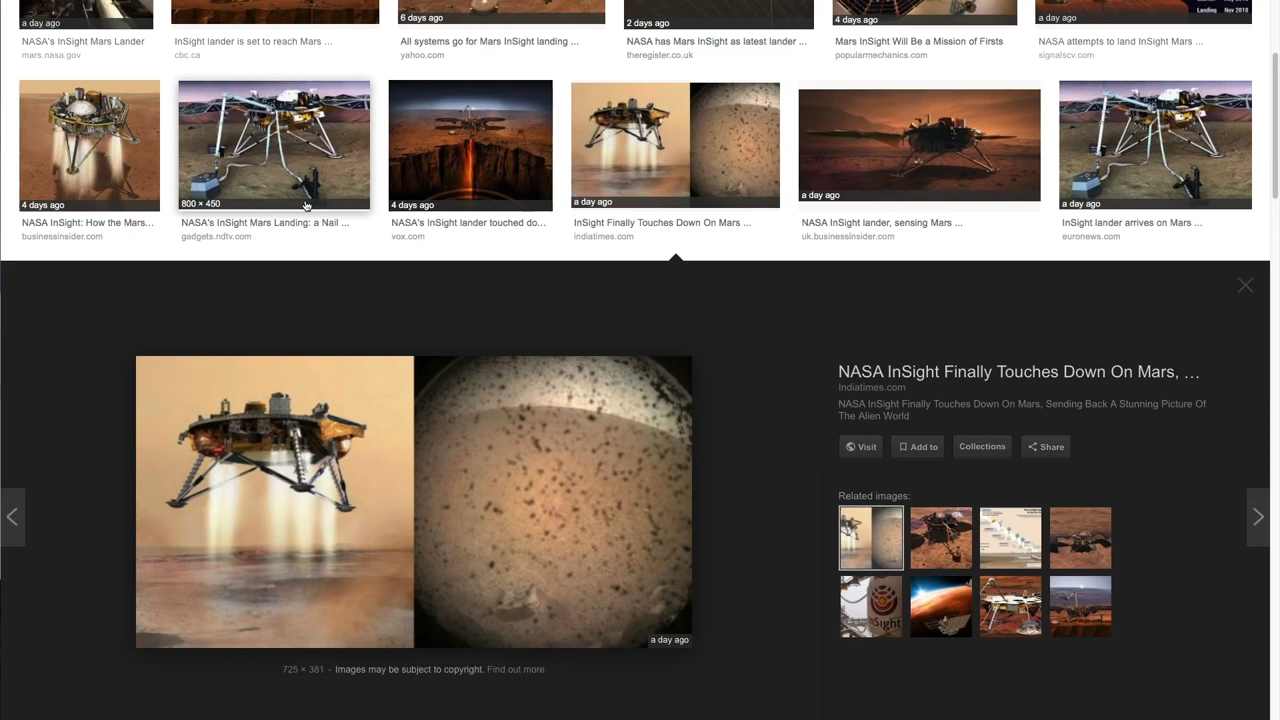 a day ago
6 days ago
2 days ago
4 days ago
a day ago
Landing Nov 2018
NASA's InSight Mars Lander
mars.nasa.gov
InSight lander is set to reach Mars ...
cbc.ca
All systems go for Mars InSight landing ...
yahoo.com
NASA has Mars InSight as latest lander ...
theregister.co.uk
Mars InSight Will Be a Mission of Firsts
popularmechanics.com
NASA attempts to land InSight Mars ...
signalscv.com
4 days ago
800 × 450
4 days ago
a day ago
a day ago
a day ago
NASA InSight: How the Mars...
businessinsider.com
NASA's InSight Mars Landing: a Nail ...
gadgets.ndtv.com
NASA's InSight lander touched do...
vox.com
InSight Finally Touches Down On Mars ...
indiatimes.com
NASA InSight lander, sensing Mars ...
uk.businessinsider.com
InSight lander arrives on Mars ...
euronews.com
NASA InSight Finally Touches Down On Mars, ...
Indiatimes.com
NASA InSight Finally Touches Down On Mars, Sending Back A Stunning Picture Of
The Alien World
Visit
Add to
Collections
Share
Related images:
Sight
a day ago
725 × 381 - Images may be subject to copyright. Find out more